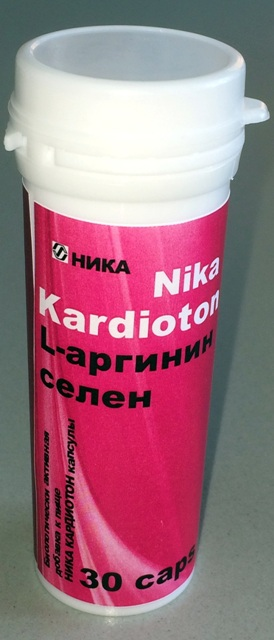 НИКА
Nika
Kardioton
L-аргинин
селен
Биологически активная
добавка к пище
НИКА КАРДИОТОН капсулы
30 caps